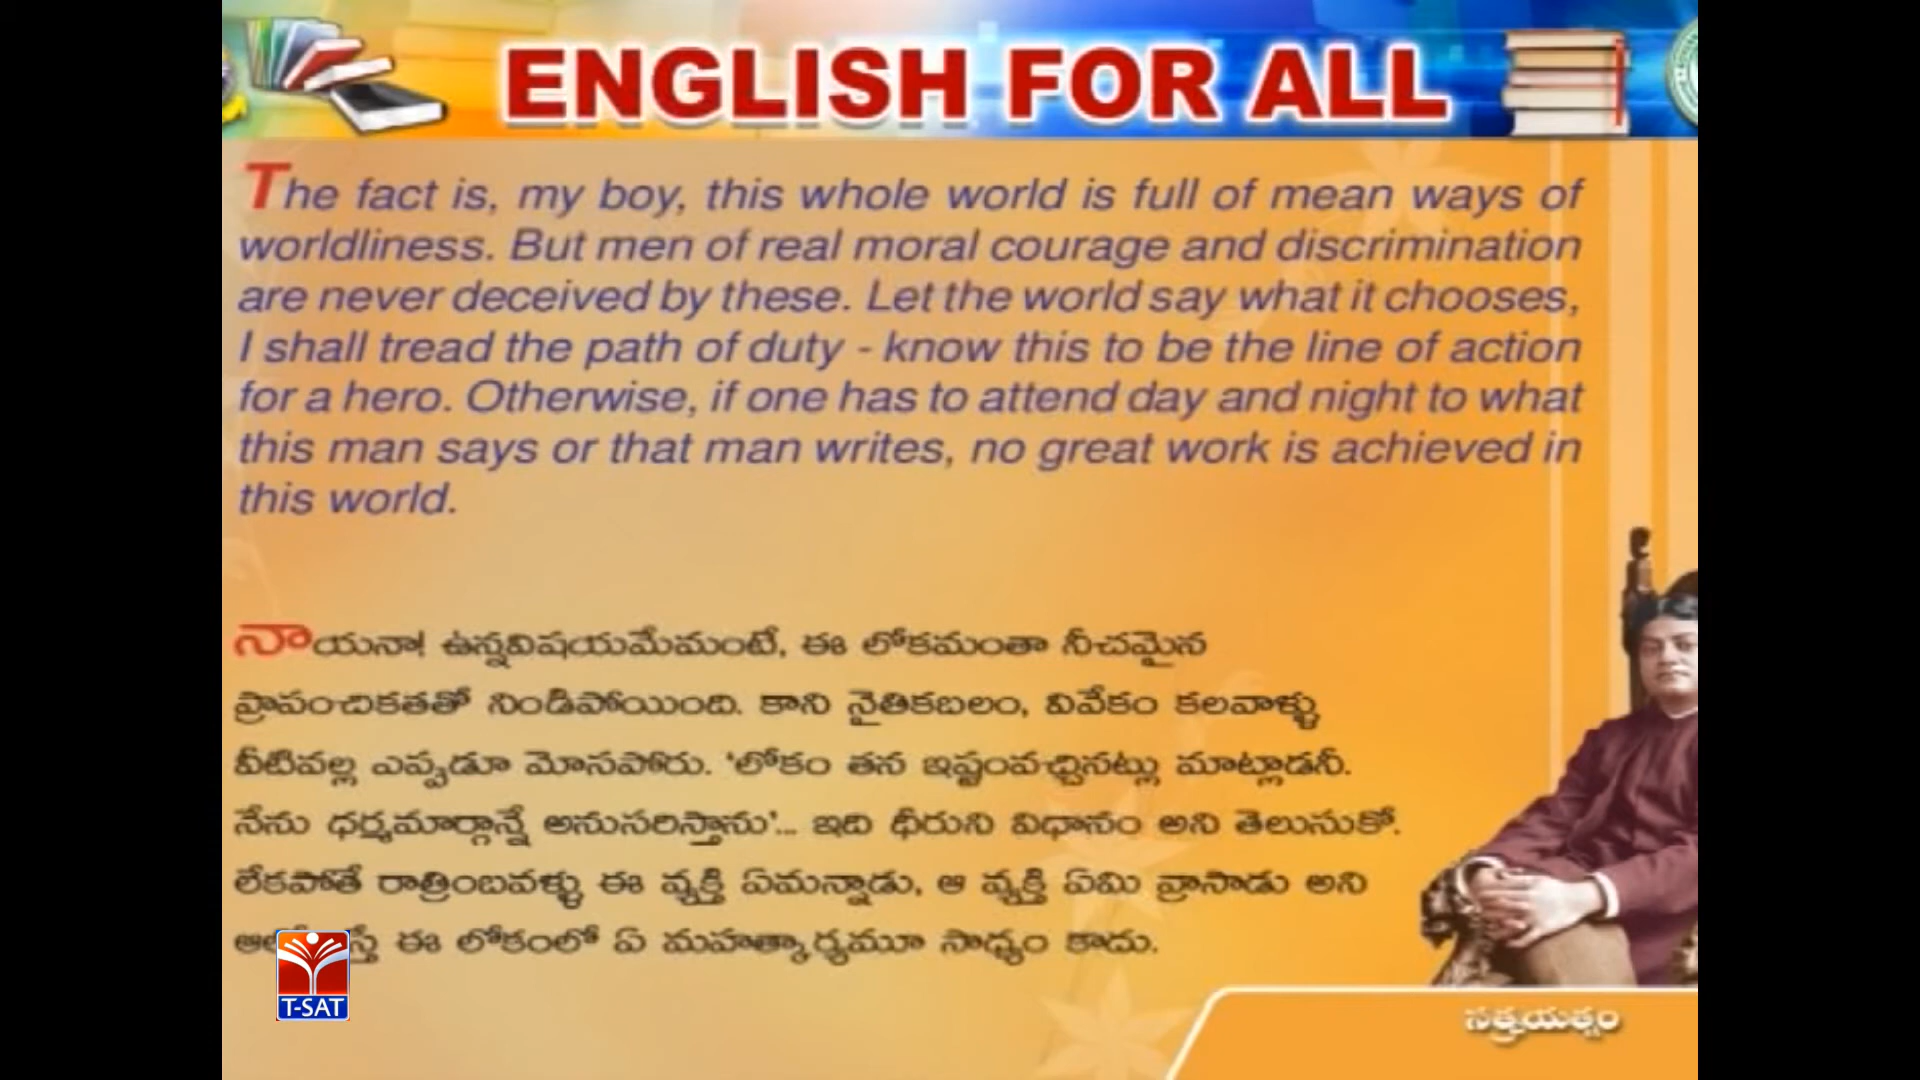 ENGLISH FOR ALL
The fact is, my boy, this whole world is full of mean ways of
worldliness. But men of real moral courage and discrimination
are never deceived by these. Let the world say what it chooses,
I shall tread the path of duty - know this to be the line of action
for a hero. Otherwise, if one has to attend day and night to what
this man says or that man writes, no great work is achieved in
this world.
నాయనా! ఉన్నవిషయమేమంటే, ఈ లోకమంతా నీచమైన
ప్రాపంచికతతో నిండిపోయింది. కాని నైతికబలం, వివేకం కలవాళ్ళు
వీటివల్ల ఎప్పడూ మోసపోరు. 'లోకం తన ఇష్టంవచ్చినట్లు మాట్లాడనీ.
నేను ధర్మమార్గాన్నే అనుసరిస్తాను'... ఇది ధీరుని విధానం అని తెలుసుకో.
లేకపోతే రాత్రింబవళ్ళు ఈ వ్యక్తి ఏమన్నాడు, ఆ వ్యక్తి ఏమి వ్రాసాడు అని
ఈ లోకంలో ఏ మహత్కార్యమూ సాధ్యం కాదు.
T-SAT